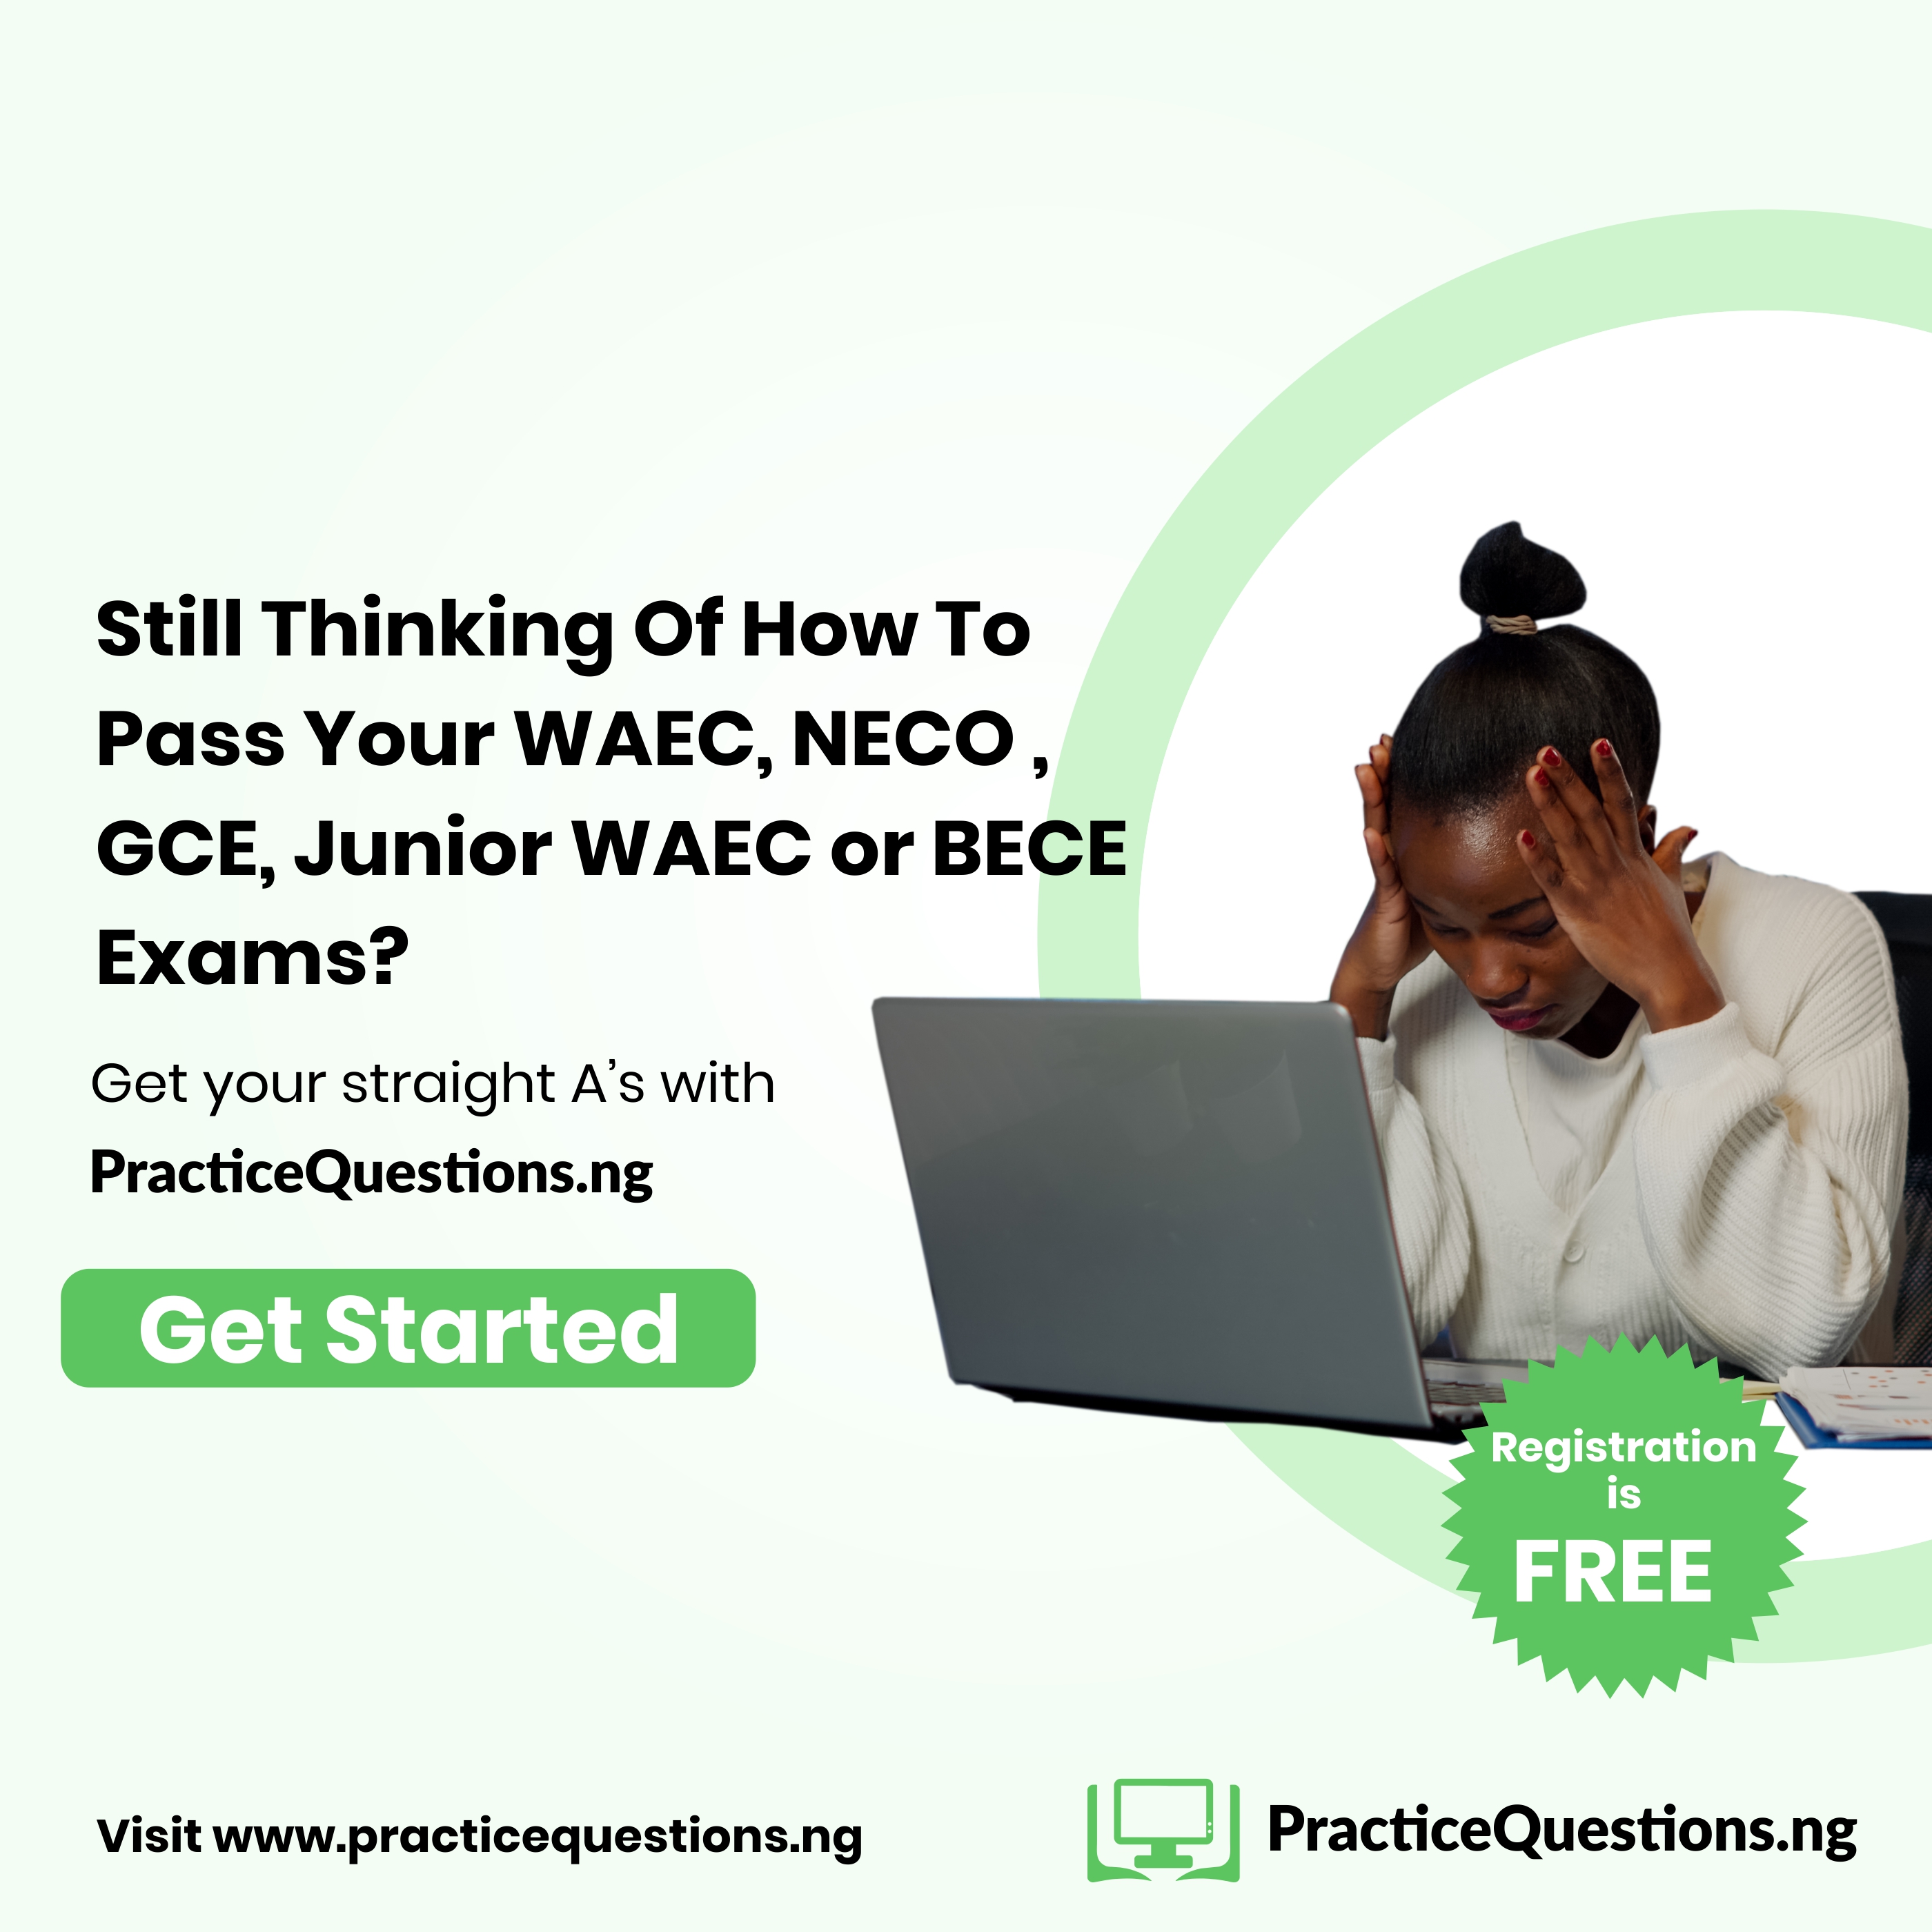 Still Thinking Of How To
Pass Your WAEC, NECO ,
GCE, Junior WAEC or BECE
Exams?
Get your straight A’s with
PracticeQuestions.ng
Get Started
Registration
is
FREE
Visit www.practicequestions.ng
PracticeQuestions.ng